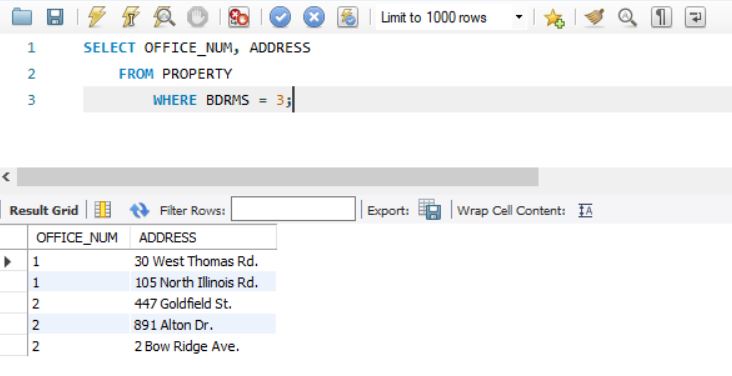 Limit to 1000 rows
1 SELECT OFFICE_NUM, ADDRESS
2 FROM PROPERTY
3 WHERE BDRMS = 3;
Result Grid Filter Rows: Export: Wrap Cell Content: IA
OFFICE_NUM ADDRESS
1 30 West Thomas Rd.
1 105 North Illinois Rd.
2 447 Goldfield St.
2 891 Alton Dr.
2 2 Bow Ridge Ave.